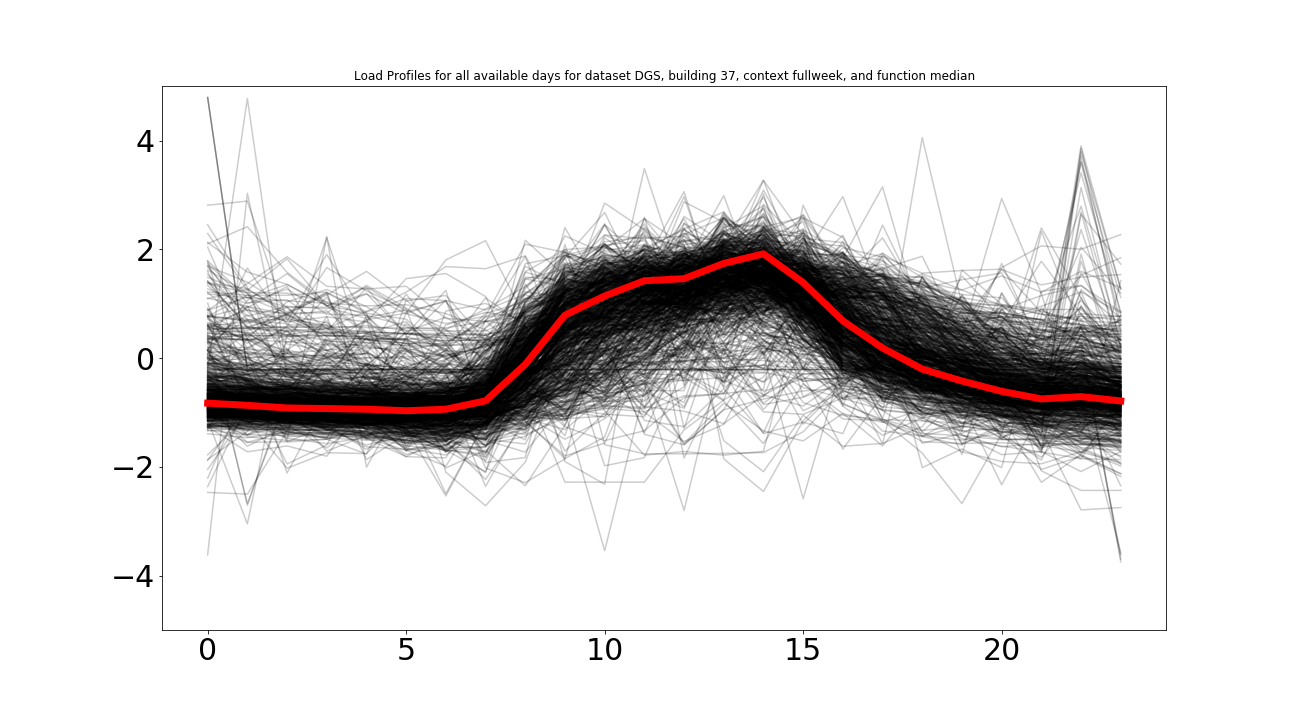 Load Profiles for all available days for dataset DGS, building 37, context fullweek, and function median
4
2
0
−2
−4
0 5 10 15 20